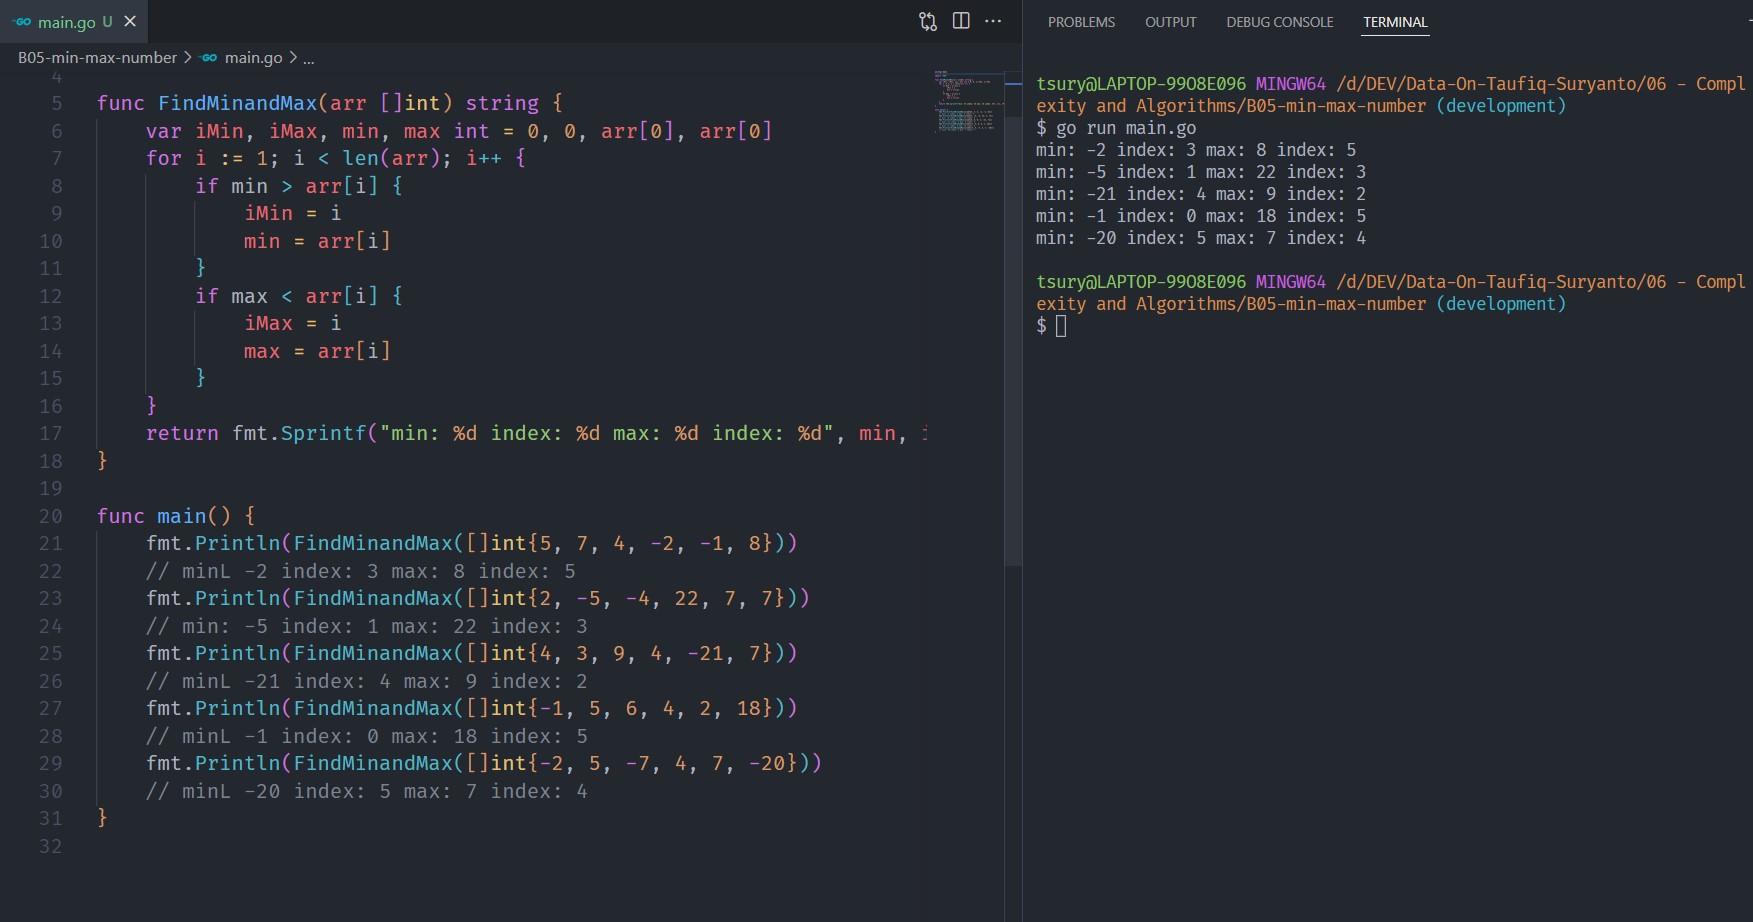 GO main.go U
B05-min-max-number > GO main.go > ...
4
5 func FindMinandMax(arr []int) string {
6 var iMin, iMax, min, max int = 0, 0, arr[0], arr[0]
7 for i := 1; i < len(arr); i++ {
8 if min > arr[i] {
9 iMin = i
10 min = arr[i]
11 }
12 if max < arr[i] {
13 iMax = i
14 max = arr[i]
15 }
16 }
17 return fmt.Sprintf("min: %d index: %d max: %d index: %d", min,
18 }
19
20 func main() {
21 fmt.Println(FindMinandMax([]int{5, 7, 4, -2, -1, 8}))
22 // minL -2 index: 3 max: 8 index: 5
23 fmt.Println(FindMinandMax([]int{2, -5, -4, 22, 7, 7}))
24 // min: -5 index: 1 max: 22 index: 3
25 fmt.Println(FindMinandMax([]int{4, 3, 9, 4, -21, 7}))
26 // minL -21 index: 4 max: 9 index: 2
27 fmt.Println(FindMinandMax([]int{-1, 5, 6, 4, 2, 18}))
28 // minL -1 index: 0 max: 18 index: 5
29 fmt.Println(FindMinandMax([]int{-2, 5, -7, 4, 7, -20}))
30 // minL -20 index: 5 max: 7 index: 4
31 }
32
PROBLEMS OUTPUT DEBUG CONSOLE TERMINAL
tsury@LAPTOP-99O8E096 MINGW64 /d/DEV/Data-On-Taufiq-Suryanto/06 - Compl
exity and Algorithms/B05-min-max-number (development)
$ go run main.go
min: -2 index: 3 max: 8 index: 5
min: -5 index: 1 max: 22 index: 3
min: -21 index: 4 max: 9 index: 2
min: -1 index: 0 max: 18 index: 5
min: -20 index: 5 max: 7 index: 4
tsury@LAPTOP-99O8E096 MINGW64 /d/DEV/Data-On-Taufiq-Suryanto/06 - Compl
exity and Algorithms/B05-min-max-number (development)
$